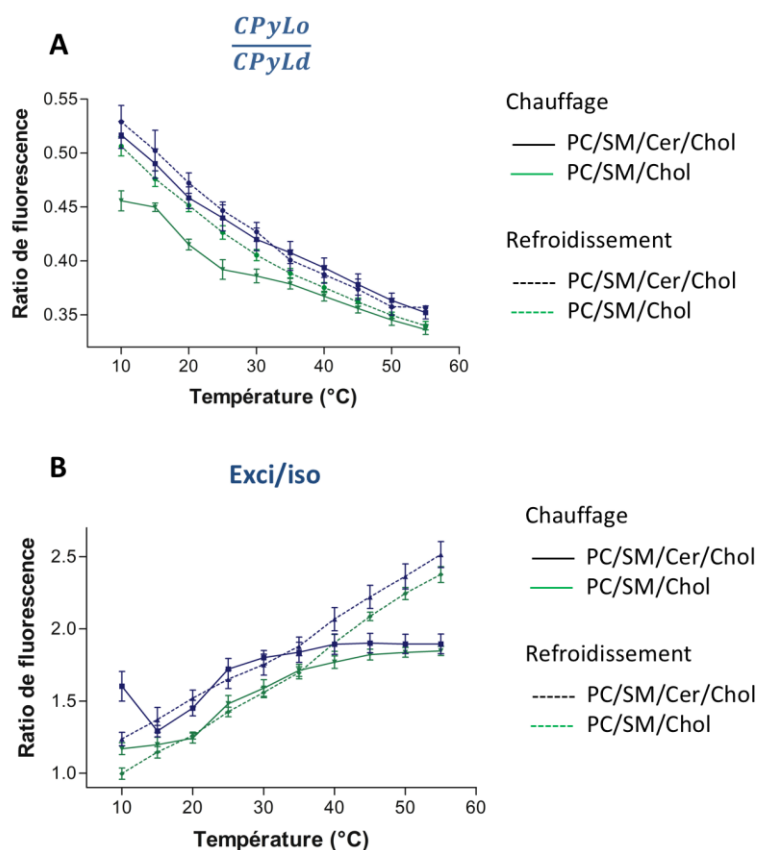 A
CPyLo
CPyLd
Chauffage
PC/SM/Cer/Chol
PC/SM/Chol
Refroidissement
PC/SM/Cer/Chol
PC/SM/Chol
Ratio de fluorescence
0.55
0.50
0.45
0.40
0.35
10 20 30 40 50 60
Température (°C)
B
Exci/iso
Chauffage
PC/SM/Cer/Chol
PC/SM/Chol
Refroidissement
PC/SM/Cer/Chol
PC/SM/Chol
Ratio de fluorescence
2.5
2.0
1.5
1.0
10 20 30 40 50 60
Température (°C)